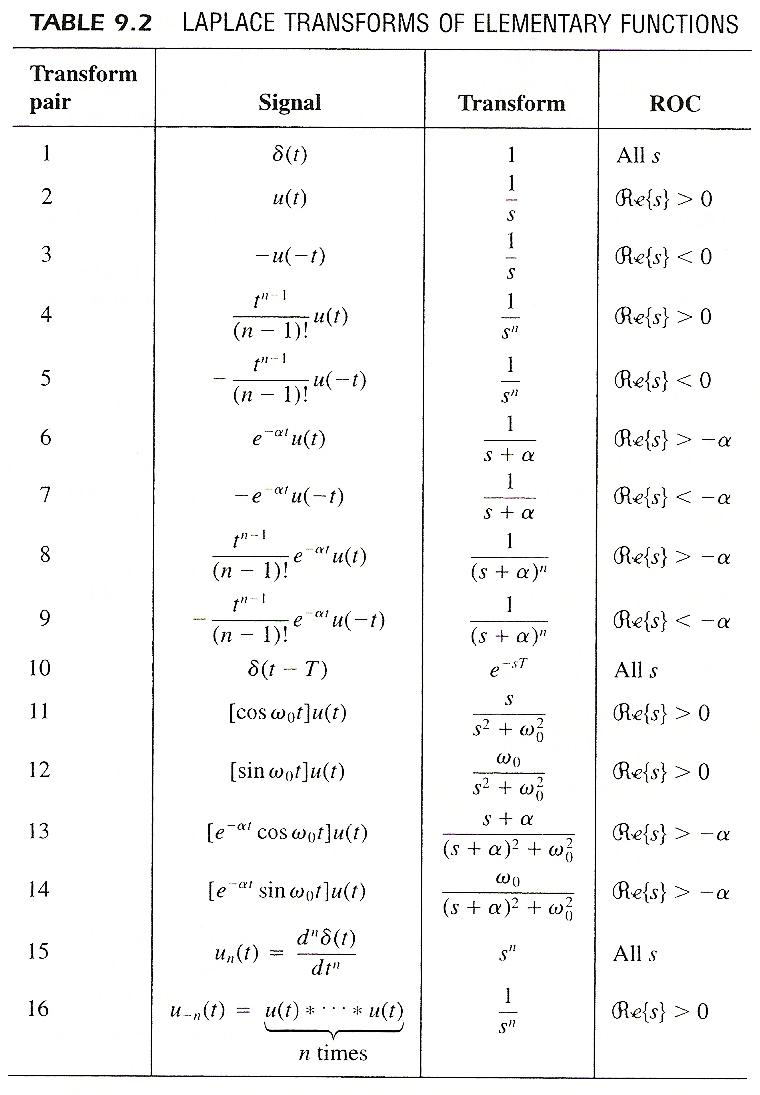 TABLE 9.2 LAPLACE TRANSFORMS OF ELEMENTARY FUNCTIONS
Transform pair Signal Transform ROC
1 δ(t) 1 All s
2 u(t) 1/s ℛe{s} > 0
3 −u(−t) 1/s ℛe{s} < 0
4 t^{n−1}/(n − 1)! u(t) 1/s^n ℛe{s} > 0
5 −t^{n−1}/(n − 1)! u(−t) 1/s^n ℛe{s} < 0
6 e^{−αt}u(t) 1/(s + α) ℛe{s} > −α
7 −e^{−αt}u(−t) 1/(s + α) ℛe{s} < −α
8 t^{n−1}/(n − 1)! e^{−αt}u(t) 1/(s + α)^n ℛe{s} > −α
9 −t^{n−1}/(n − 1)! e^{−αt}u(−t) 1/(s + α)^n ℛe{s} < −α
10 δ(t − T) e^{−sT} All s
11 [cos ω₀t]u(t) s/(s² + ω₀²) ℛe{s} > 0
12 [sin ω₀t]u(t) ω₀/(s² + ω₀²) ℛe{s} > 0
13 [e^{−αt} cos ω₀t]u(t) (s + α)/((s + α)² + ω₀²) ℛe{s} > −α
14 [e^{−αt} sin ω₀t]u(t) ω₀/((s + α)² + ω₀²) ℛe{s} > −α
15 uₙ(t) = dⁿδ(t)/dtⁿ sⁿ All s
16 u₋ₙ(t) = u(t) * · · · * u(t) 1/sⁿ ℛe{s} > 0
n times